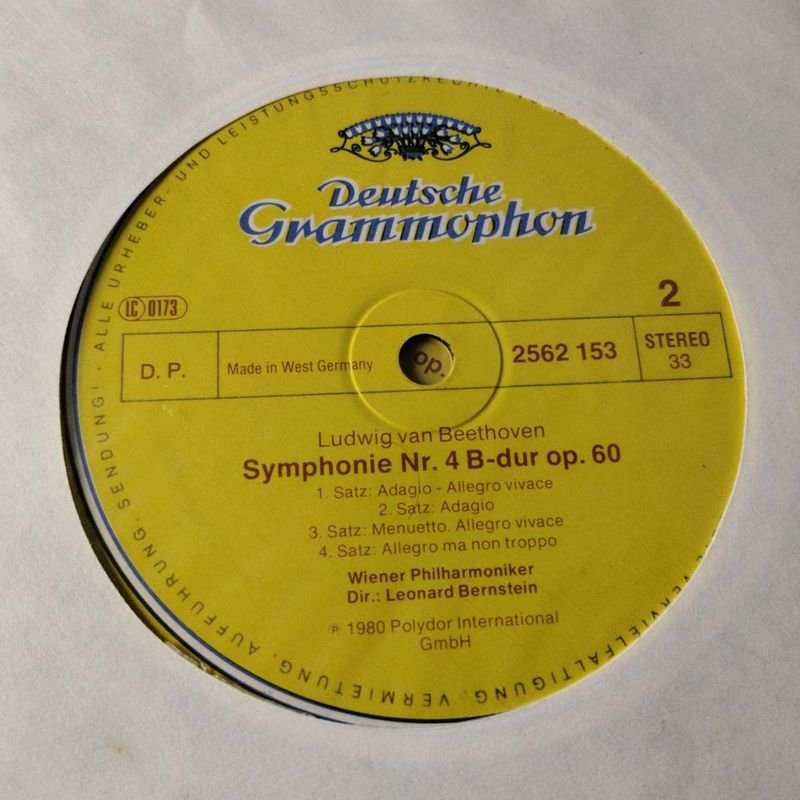 ALLE URHEBER- UND LEISTUNGSSCHUTZRECHTE
Deutsche
Grammophon
LC 0173
2
D. P.
Made in West Germany
op.
2562 153
STEREO
33
Ludwig van Beethoven
Symphonie Nr. 4 B-dur op. 60
1. Satz: Adagio - Allegro vivace
2. Satz: Adagio
3. Satz: Menuetto. Allegro vivace
4. Satz: Allegro ma non troppo
Wiener Philharmoniker
Dir.: Leonard Bernstein
℗ 1980 Polydor International
GmbH
VERVIELFÄLTIGUNG, VERMIETUNG, AUFFÜHRUNG, SENDUNG! ·